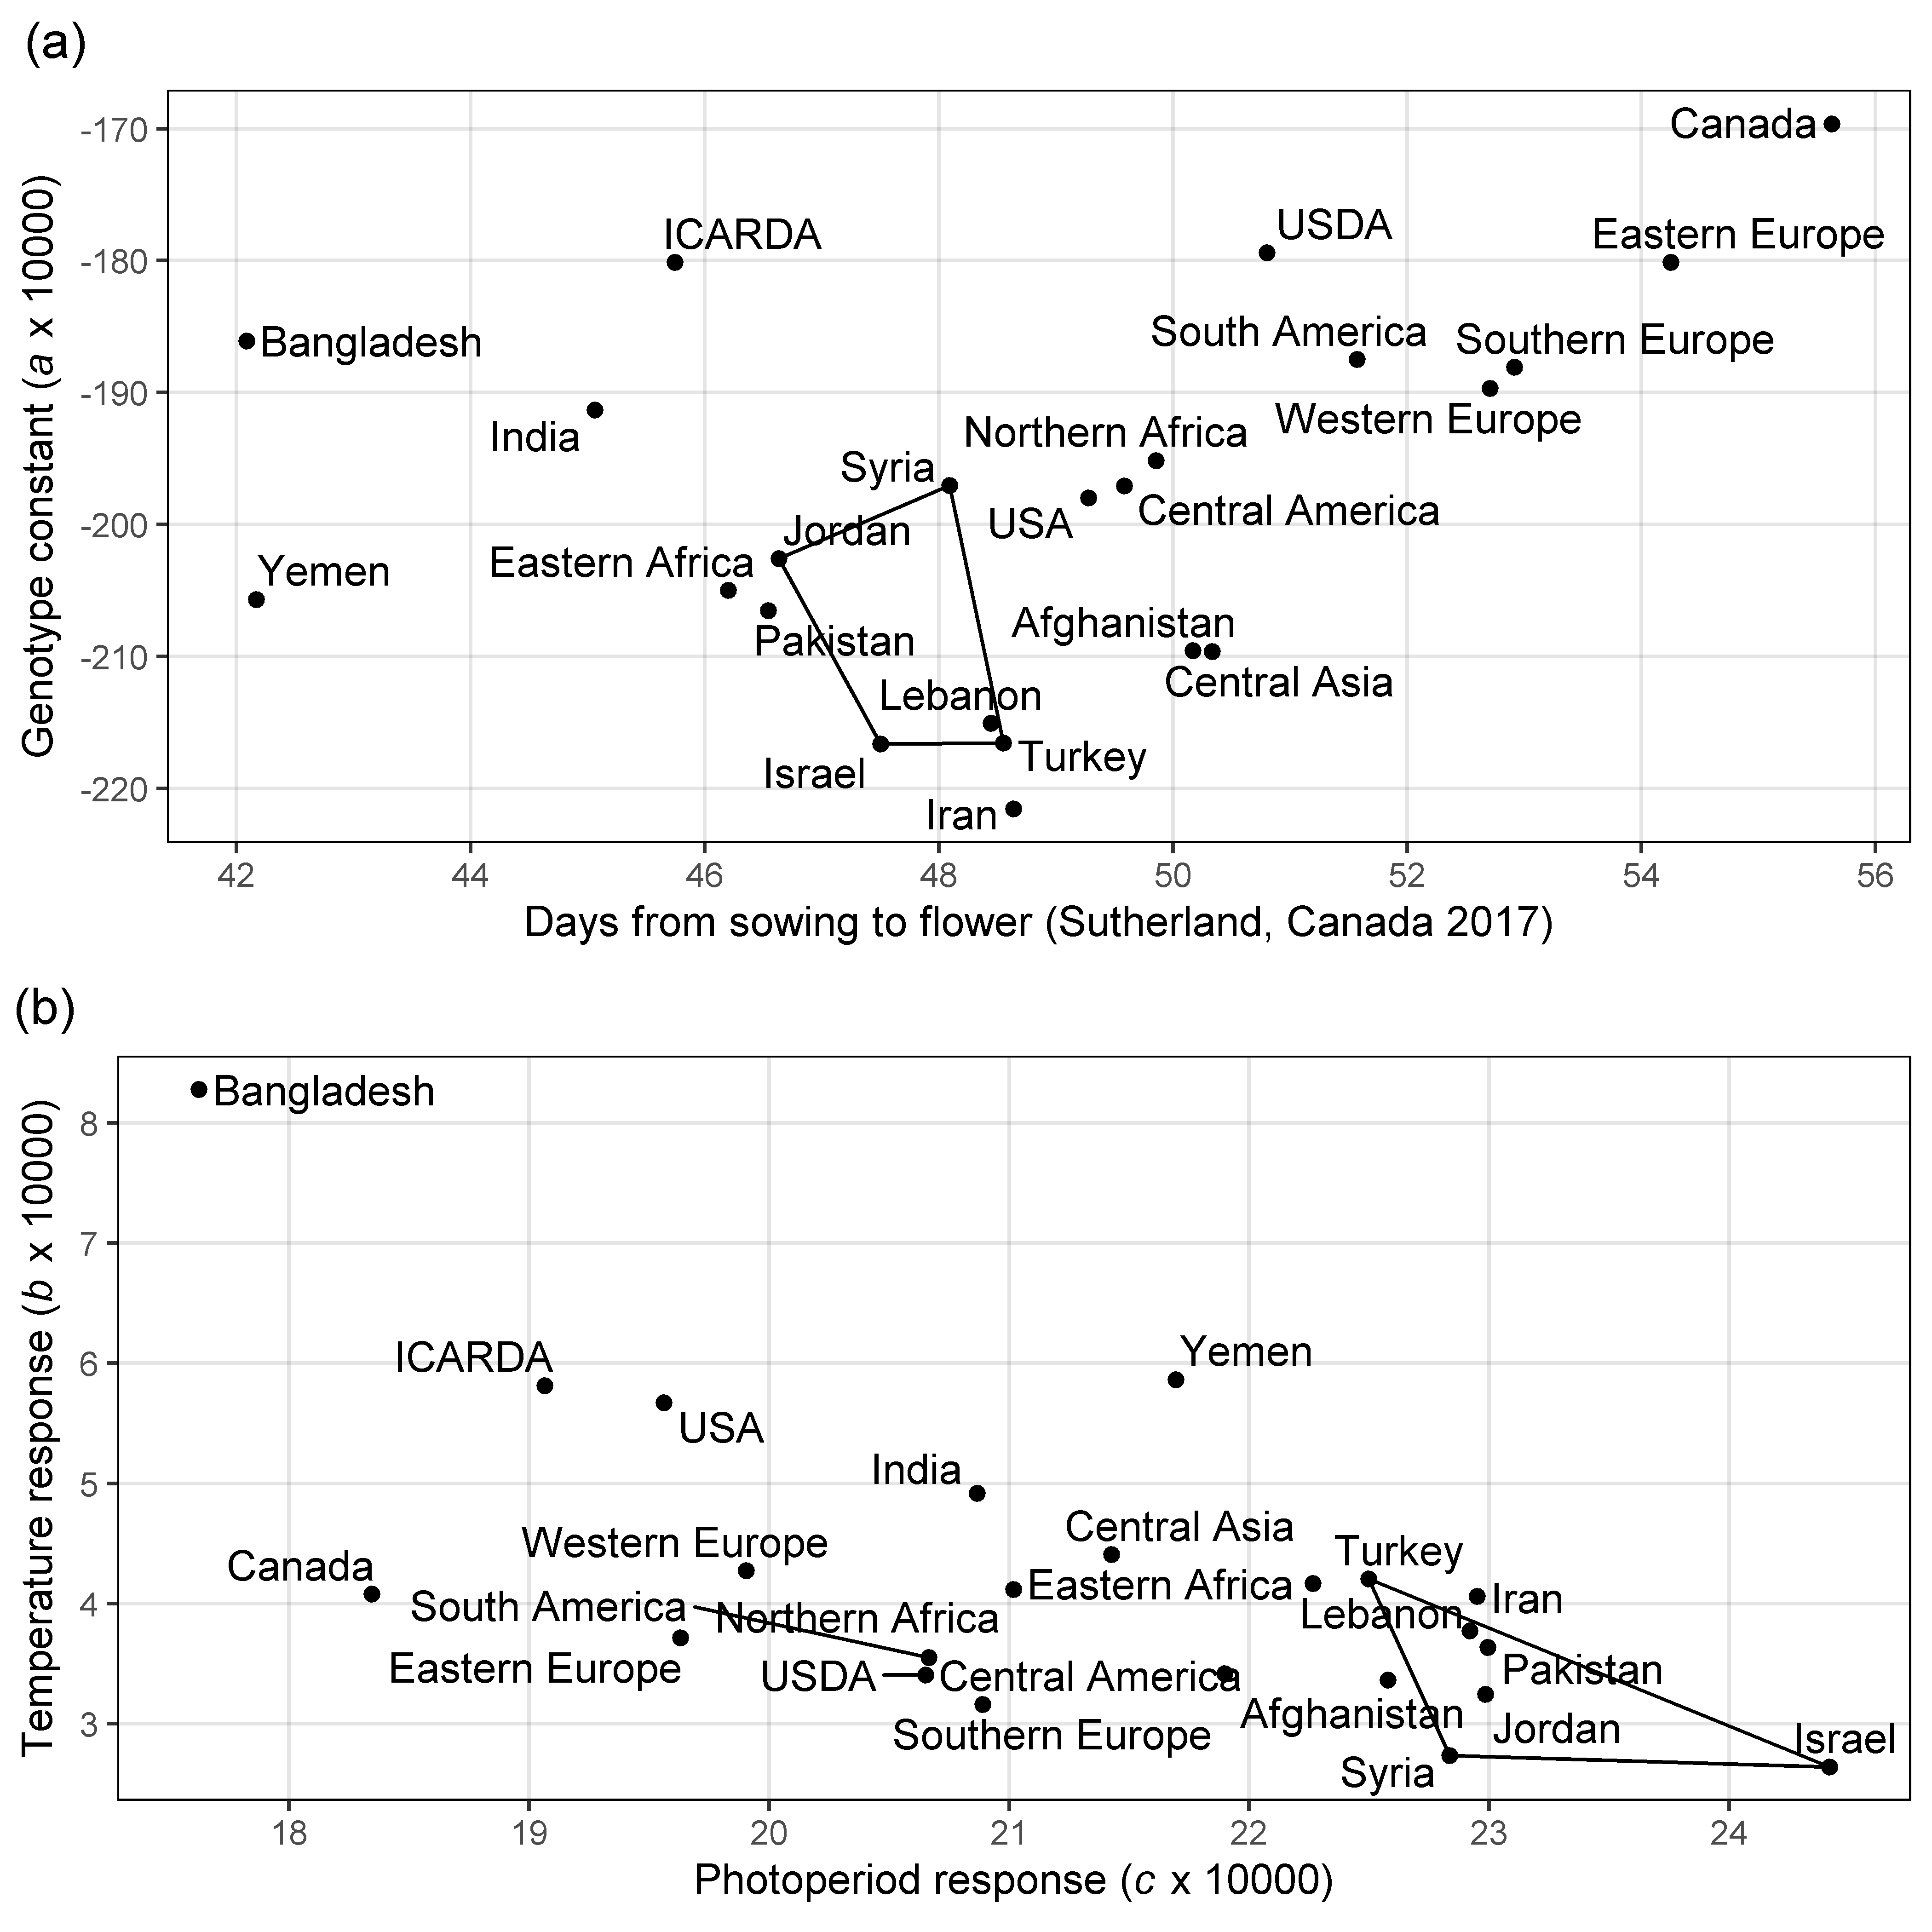 (a)
Genotype constant (a x 10000)
-170
-180
-190
-200
-210
-220
Canada
USDA
ICARDA
Eastern Europe
South America
Southern Europe
Bangladesh
Western Europe
Northern Africa
India
Syria
Central America
USA
Jordan
Eastern Africa
Yemen
Afghanistan
Pakistan
Central Asia
Lebanon
Turkey
Israel
Iran
42 44 46 48 50 52 54 56
Days from sowing to flower (Sutherland, Canada 2017)
(b)
Temperature response (b x 10000)
8
7
6
5
4
3
Bangladesh
Yemen
ICARDA
USA
India
Central Asia
Western Europe
Turkey
Canada
Eastern Africa
Iran
South America
Northern Africa
Lebanon
Eastern Europe
USDA
Central America
Pakistan
Afghanistan
Southern Europe
Jordan
Israel
Syria
18 19 20 21 22 23 24
Photoperiod response (c x 10000)